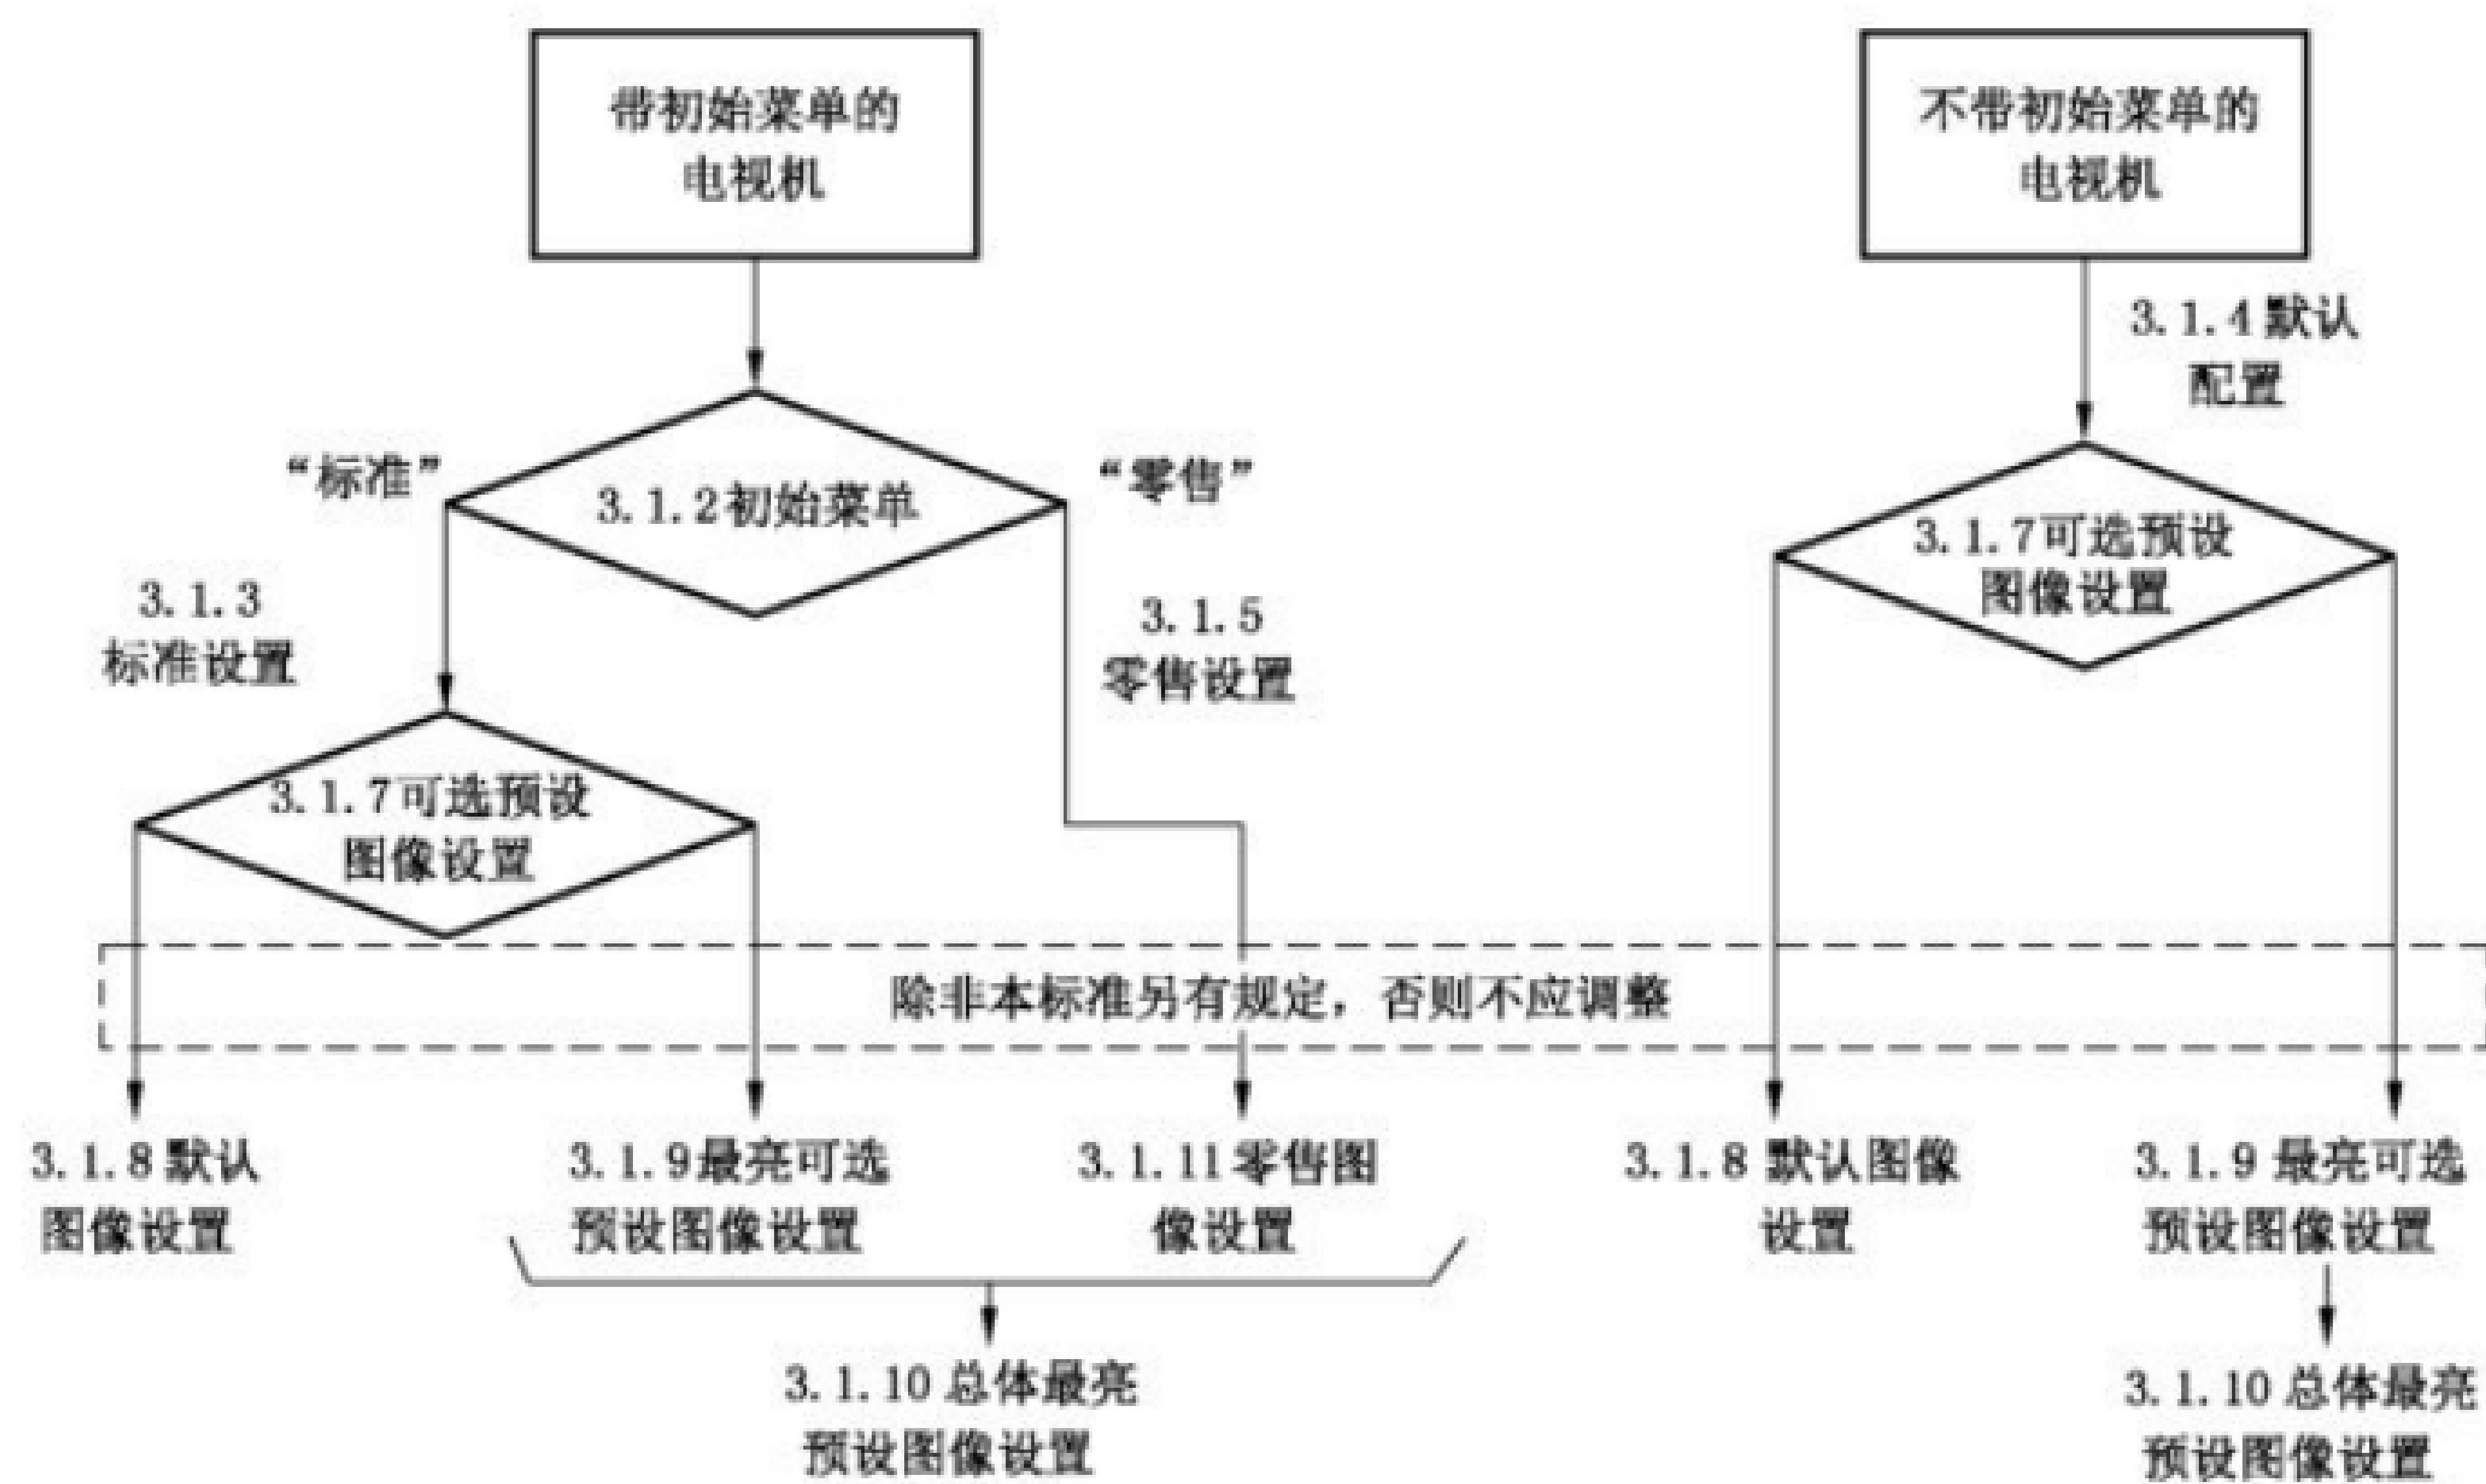 带初始菜单的
电视机
不带初始菜单的
电视机
3.1.4默认
配置
“标准”
3.1.2初始菜单
“零售”
3.1.7可选预设
图像设置
3.1.3
标准设置
3.1.5
零售设置
3.1.7可选预设
图像设置
除非本标准另有规定，否则不应调整
3.1.8默认
图像设置
3.1.9最亮可选
预设图像设置
3.1.11零售图
像设置
3.1.8 默认图像
设置
3.1.9 最亮可选
预设图像设置
3.1.10总体最亮
预设图像设置
3.1.10总体最亮
预设图像设置